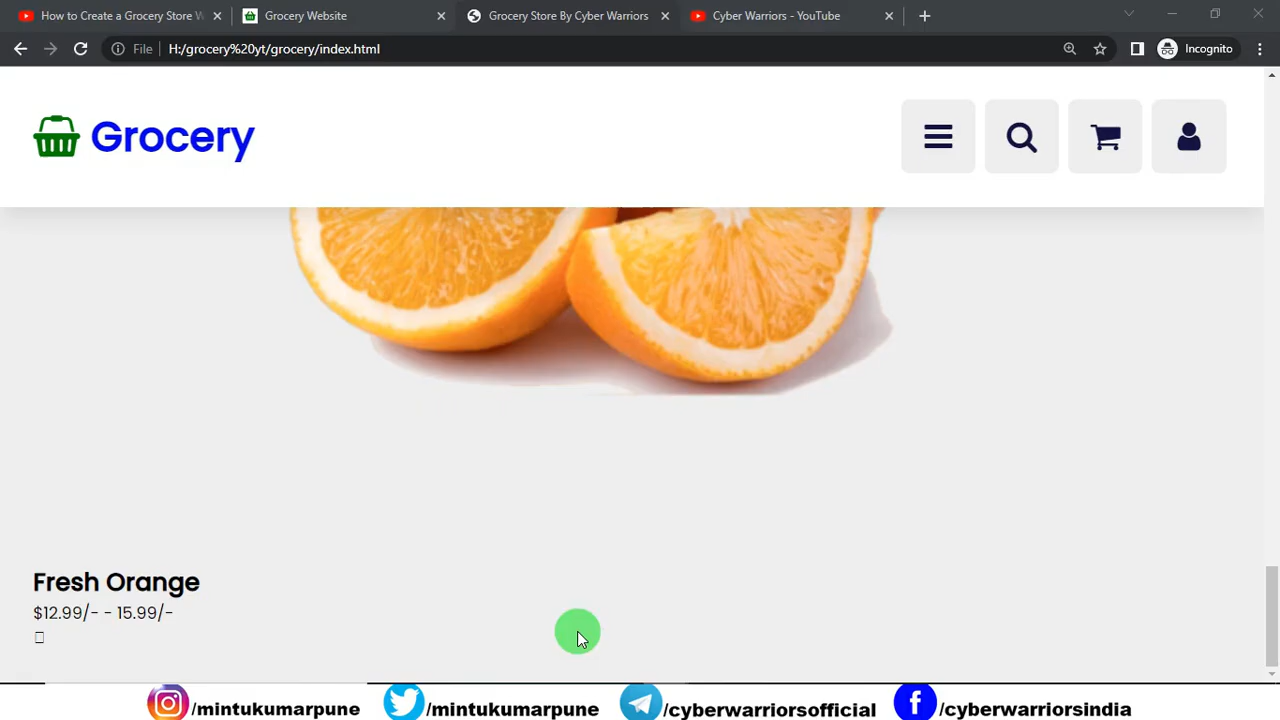 How to Create a Grocery Store W
Grocery Website
Grocery Store By Cyber Warriors
Cyber Warriors - YouTube
File
H:/grocery%20yt/grocery/index.html
Incognito
Grocery
Fresh Orange
$12.99/- - 15.99/-
/mintukumarpune
/mintukumarpune
/cyberwarriorsofficial
/cyberwarriorsindia